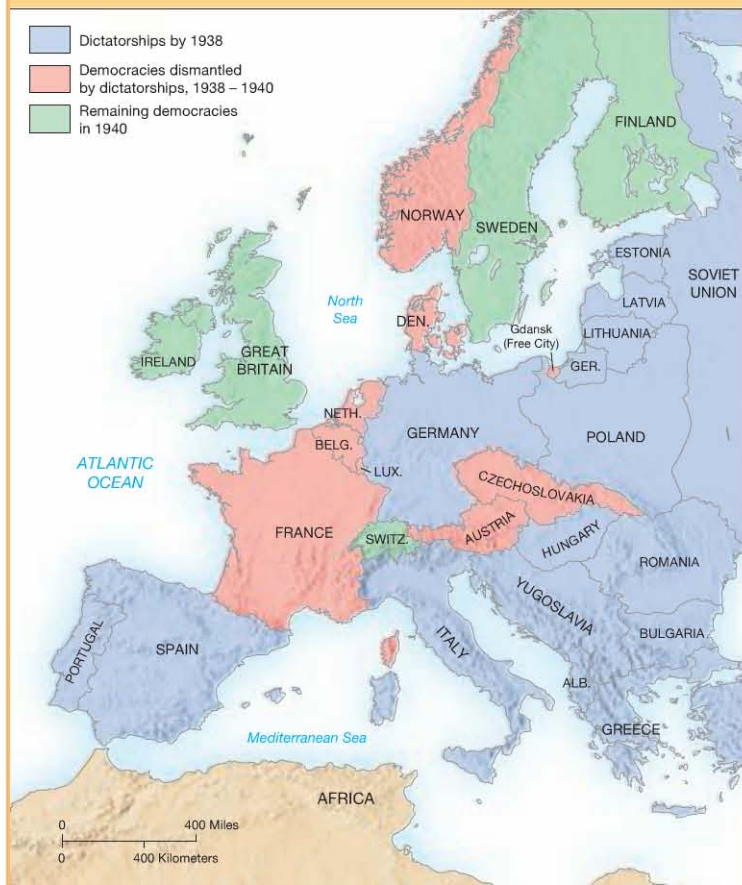 Dictatorships by 1938
Democracies dismantled
by dictatorships, 1938 – 1940
Remaining democracies
in 1940
FINLAND
NORWAY
SWEDEN
ESTONIA
SOVIET
UNION
North
Sea
LATVIA
DEN.
Gdansk
(Free City)
LITHUANIA
IRELAND
GREAT
BRITAIN
GER.
NETH.
GERMANY
POLAND
BELG.
ATLANTIC
OCEAN
LUX.
CZECHOSLOVAKIA
FRANCE
SWITZ.
AUSTRIA
HUNGARY
ROMANIA
YUGOSLAVIA
PORTUGAL
SPAIN
ITALY
BULGARIA
ALB.
GREECE
Mediterranean Sea
AFRICA
0 400 Miles
0 400 Kilometers